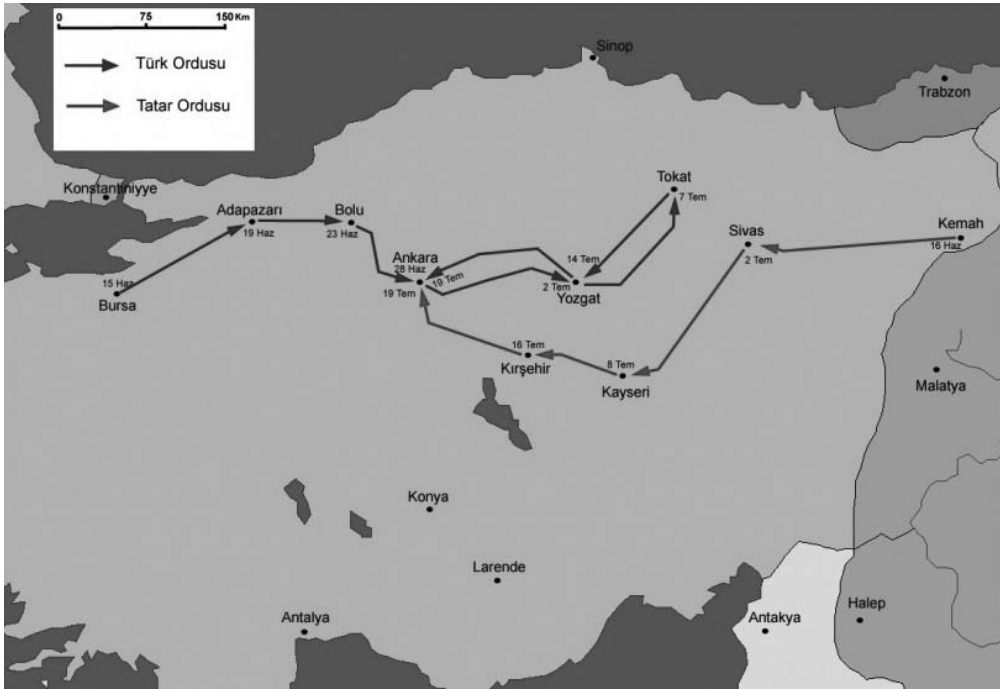 0 75 150 Km
Türk Ordusu
Tatar Ordusu
Sinop
Trabzon
Konstantiniyye
Tokat
7 Tem
Adapazarı
19 Haz
Bolu
23 Haz
Sivas
2 Tem
Kemah
16 Haz
Ankara
28 Haz
19 Tem
19 Tem
14 Tem
2 Tem
Yozgat
15 Haz
Bursa
16 Tem
Kırşehir
8 Tem
Kayseri
Malatya
Konya
Larende
Antalya
Antakya
Halep